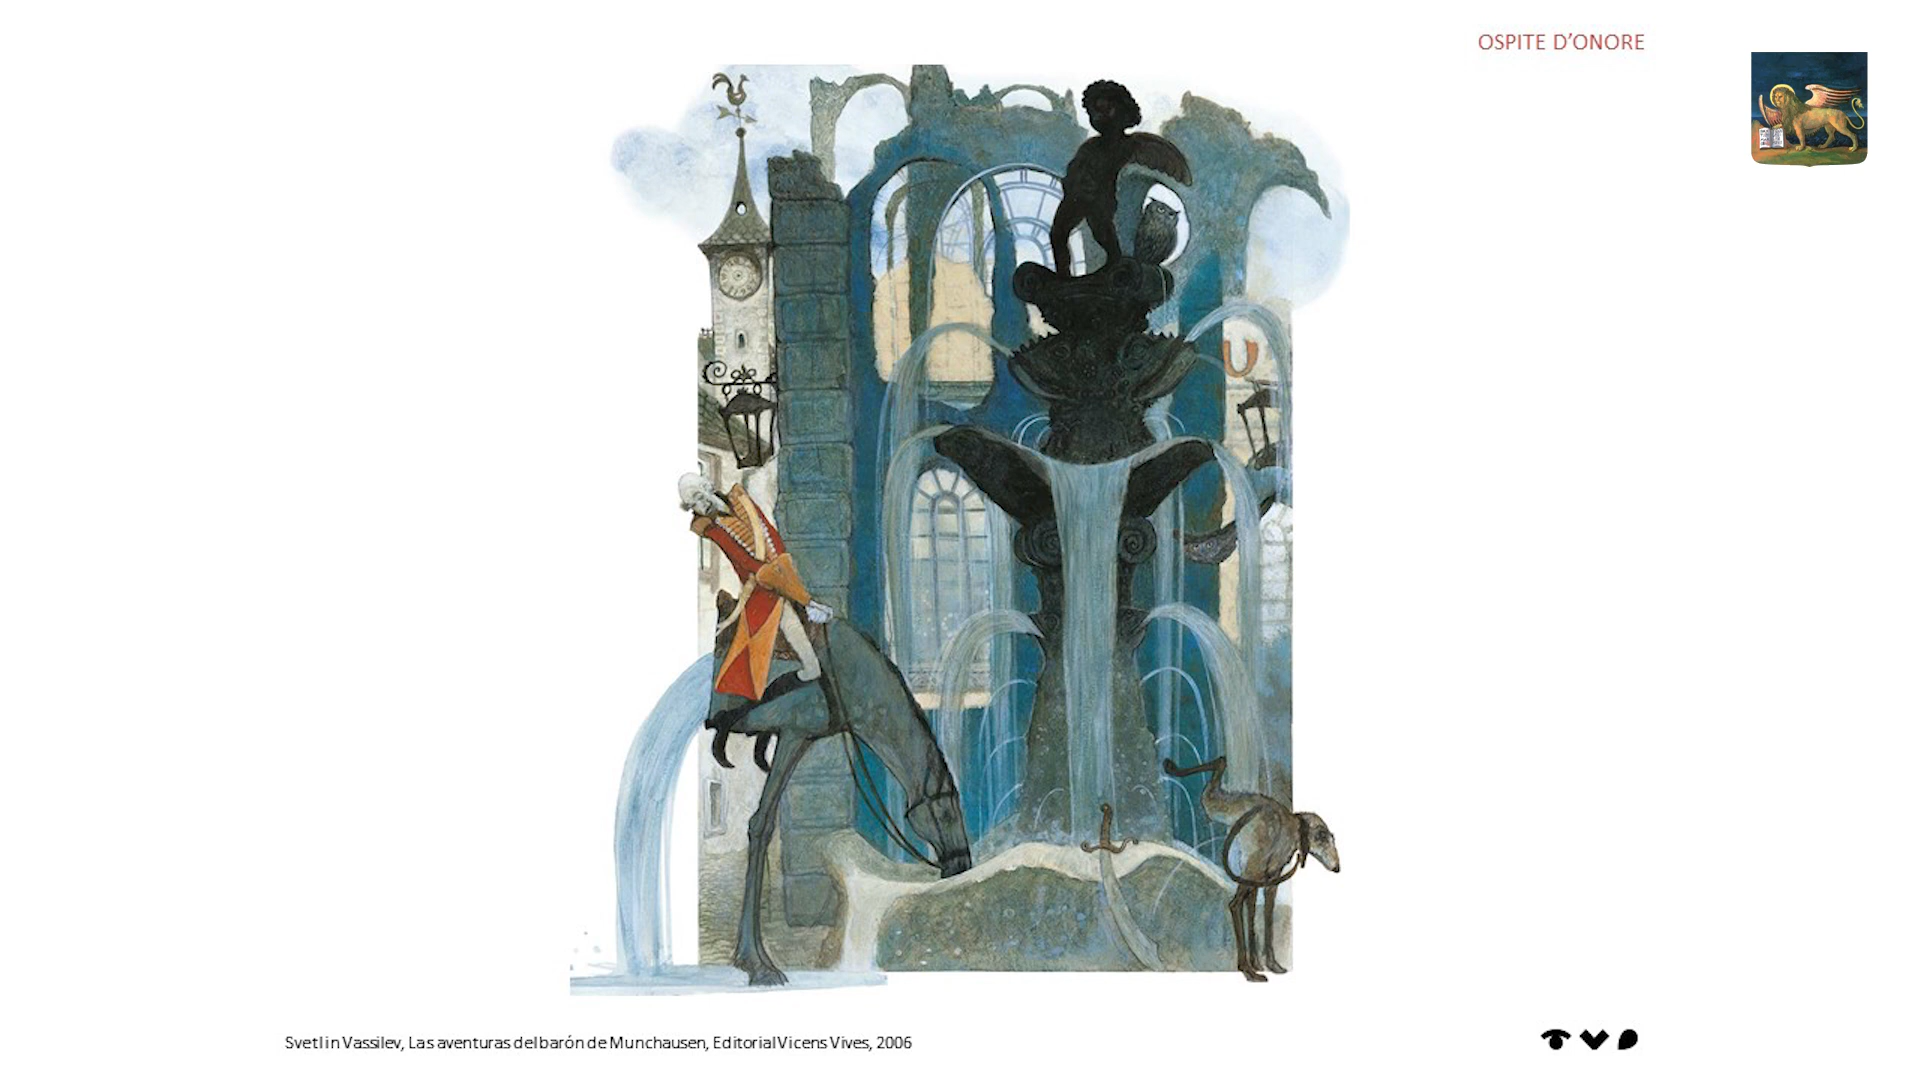 OSPITE D’ONORE
Svetlin Vassilev, Las aventuras del barón de Munchausen, Editorial Vicens Vives, 2006